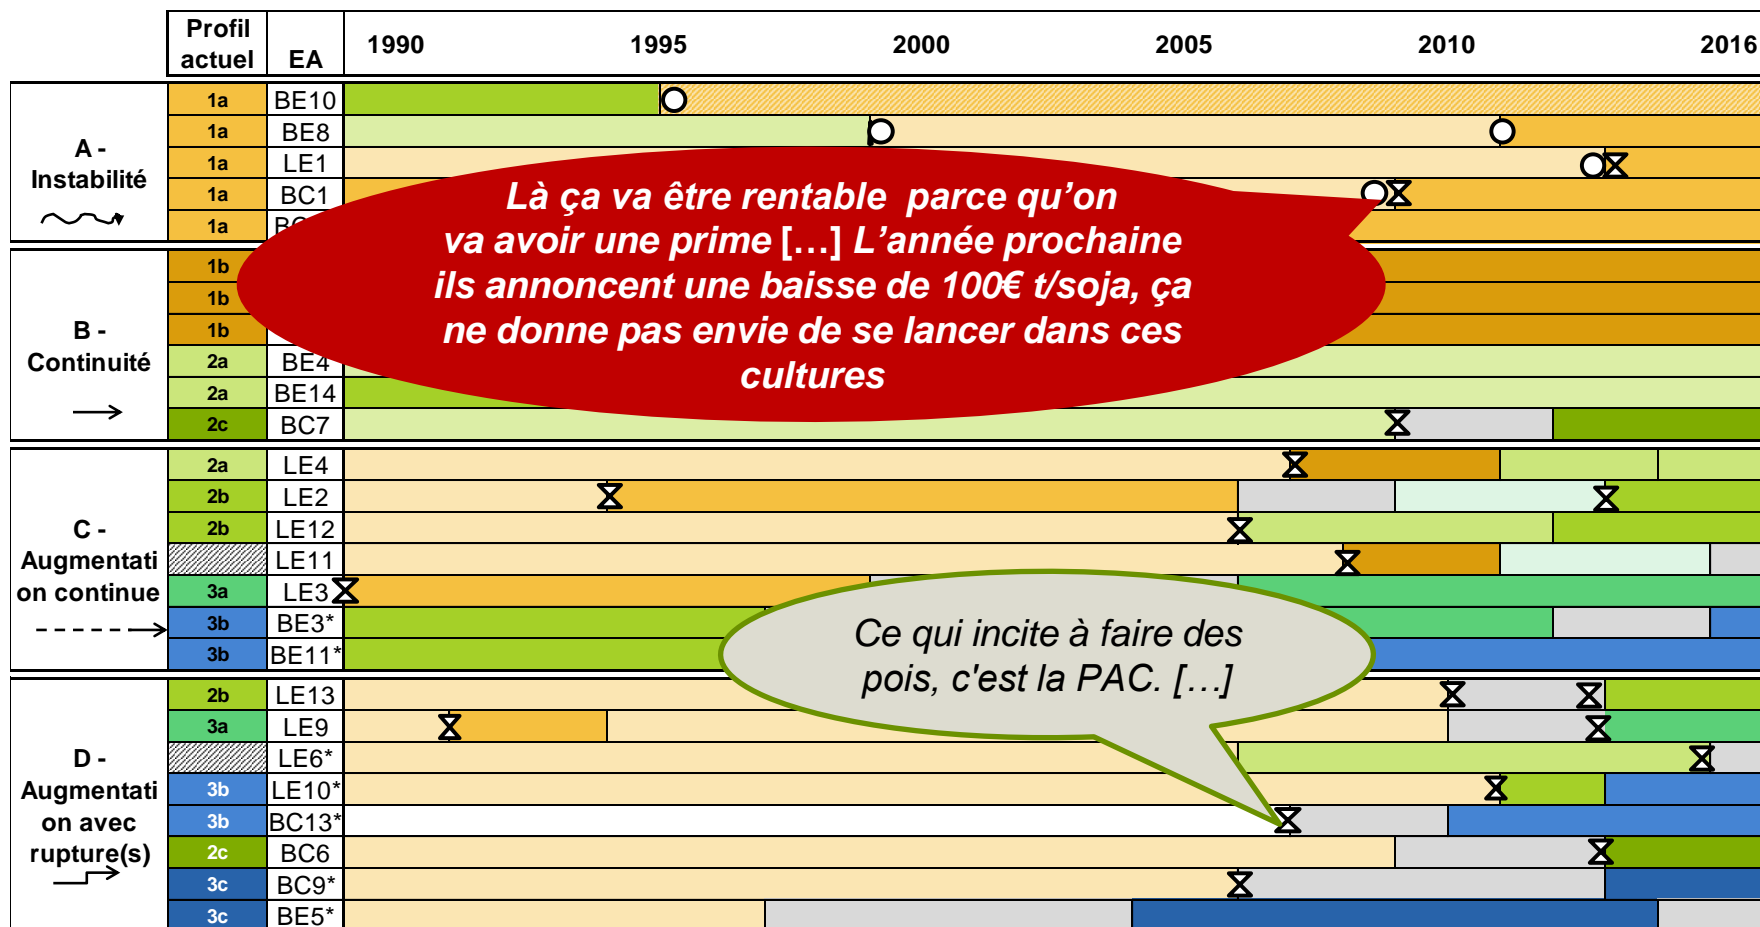 Profil actuel EA 1990 1995 2000 2005 2010 2016
A - Instabilité
1a BE10
1a BE8
1a LE1
1a BC1
1a
Là ça va être rentable parce qu’on
va avoir une prime […] L’année prochaine
ils annoncent une baisse de 100€ t/soja, ça
ne donne pas envie de se lancer dans ces
cultures
B - Continuité
1b
1b
1b
2a BE4
2a BE14
2c BC7
C - Augmentati on continue
2a LE4
2b LE2
2b LE12
LE11
3a LE3
3b BE3*
3b BE11*
Ce qui incite à faire des
pois, c'est la PAC. […]
D - Augmentati on avec rupture(s)
2b LE13
3a LE9
LE6*
3b LE10*
3b BC13*
2c BC6
3c BC9*
3c BE5*